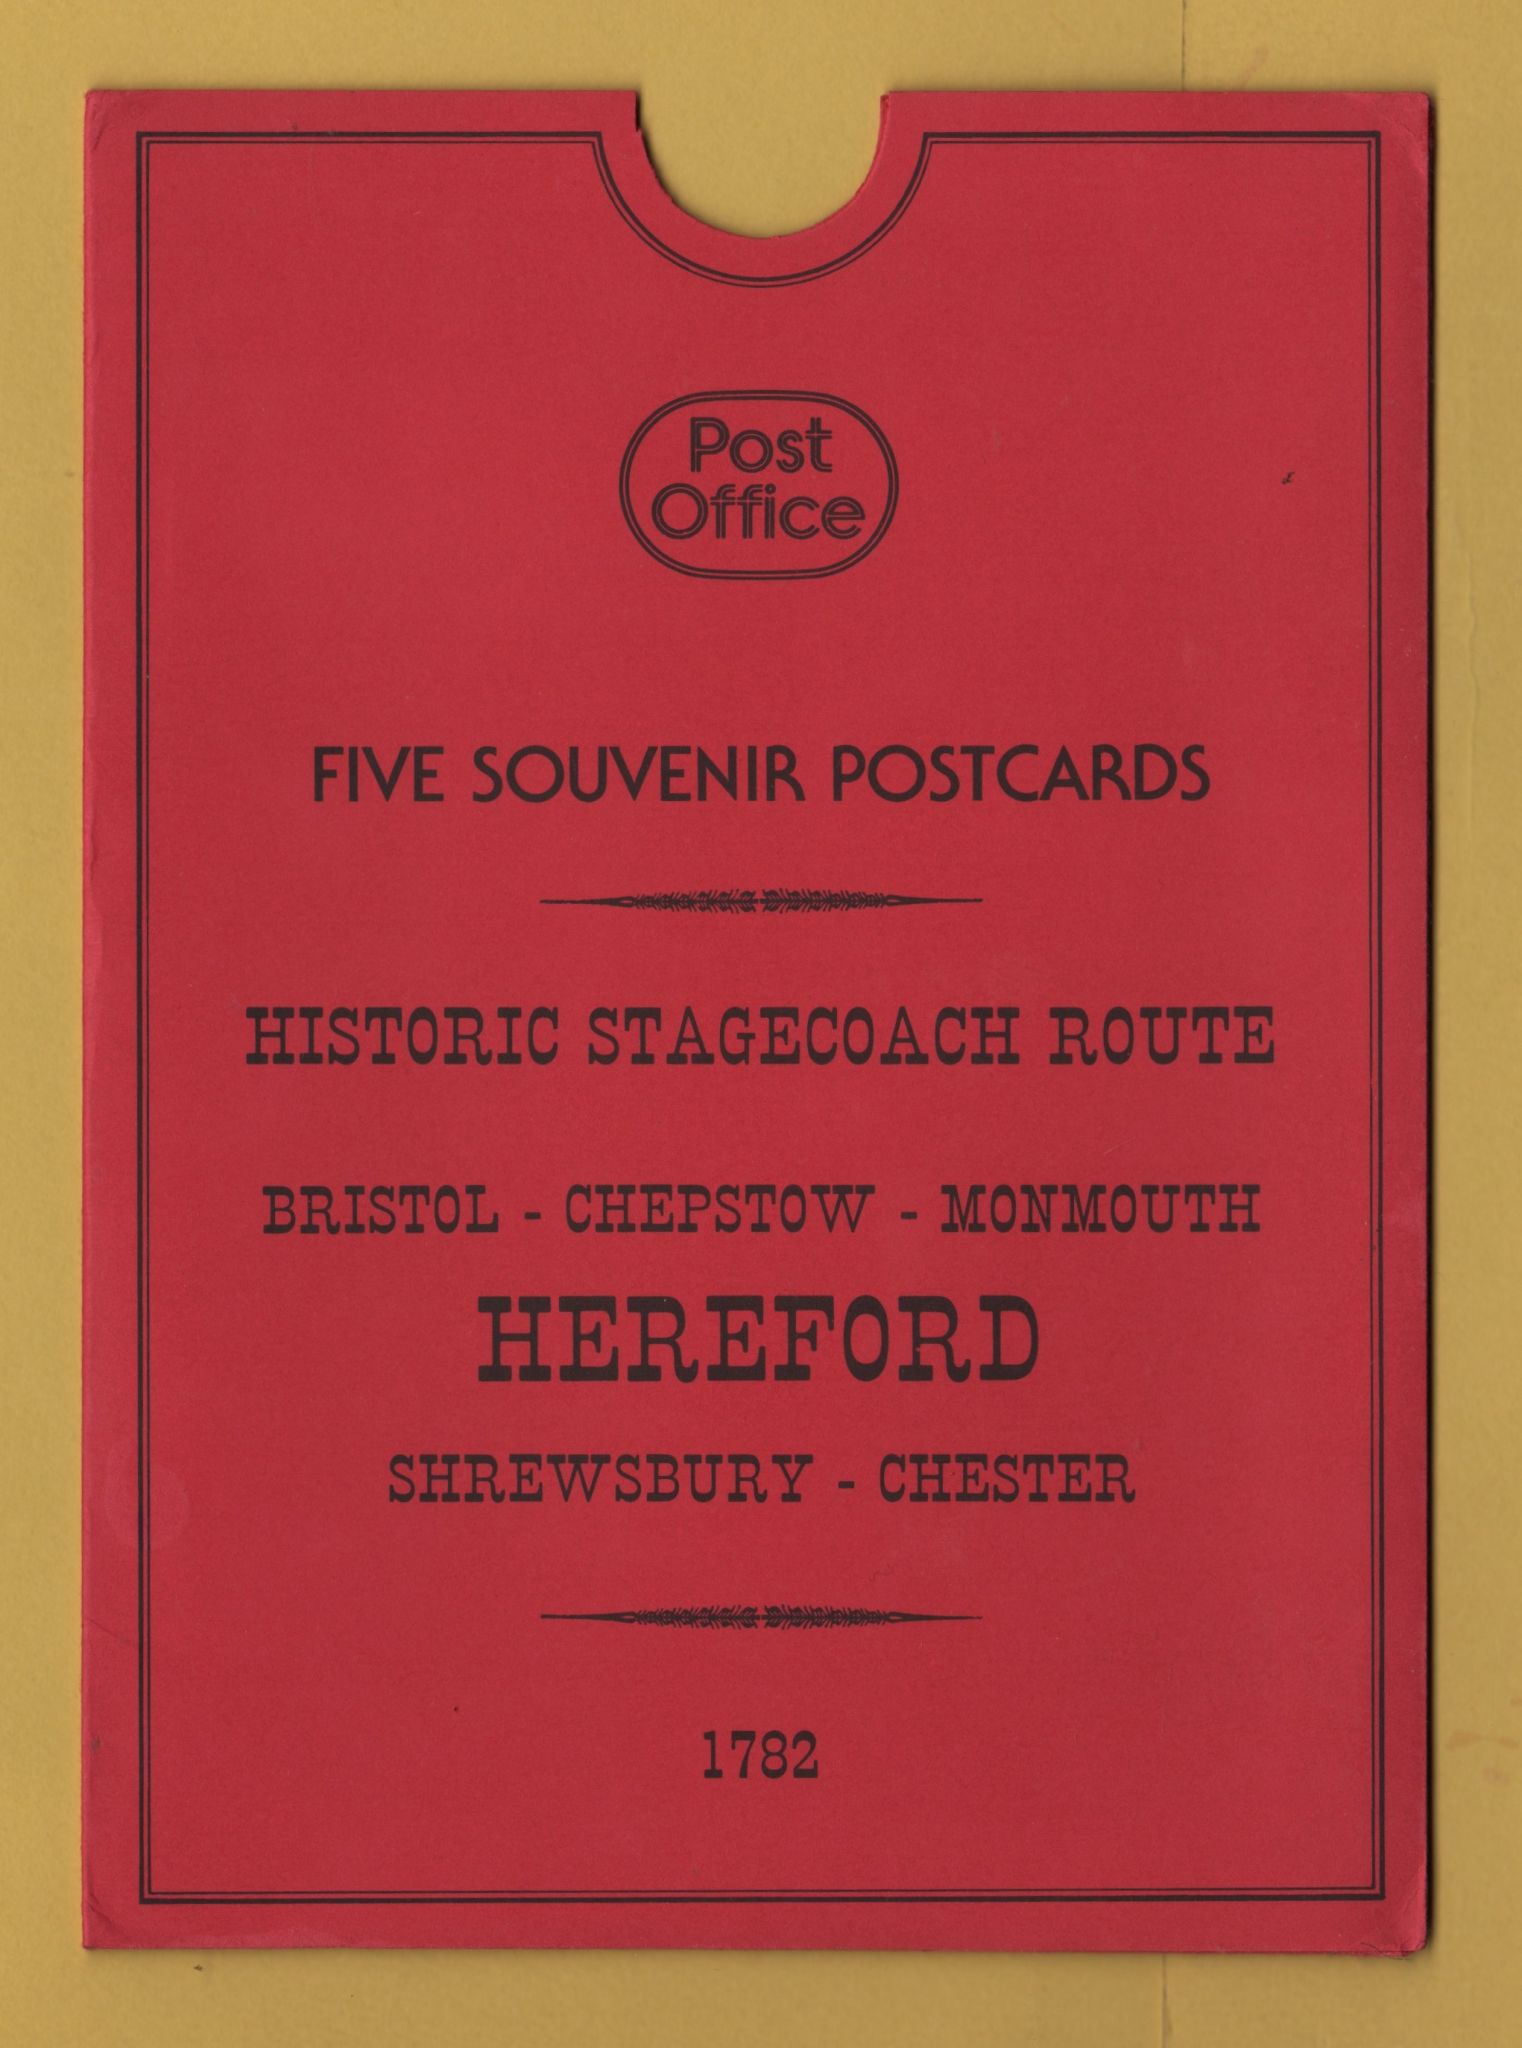 Post
Office
FIVE SOUVENIR POSTCARDS
HISTORIC STAGECOACH ROUTE
BRISTOL - CHEPSTOW - MONMOUTH
HEREFORD
SHREWSBURY - CHESTER
1782